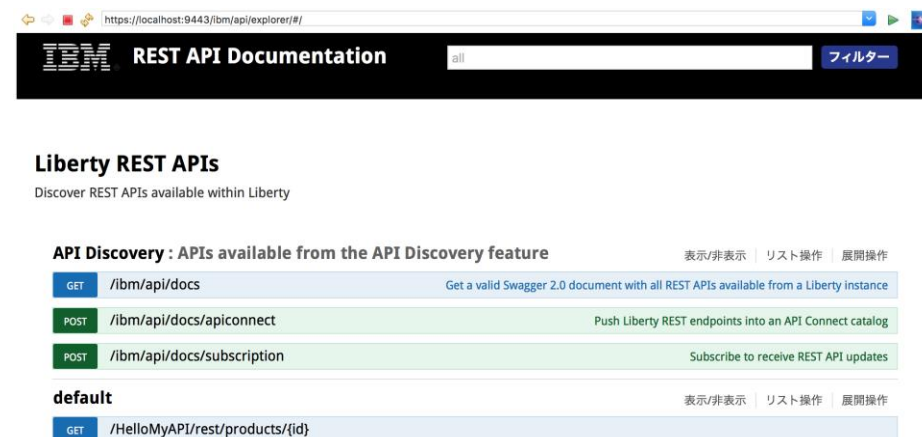 https://localhost:9443/ibm/api/explorer/#/
IBM REST API Documentation all フィルター
Liberty REST APIs
Discover REST APIs available within Liberty
API Discovery : APIs available from the API Discovery feature 表示/非表示 リスト操作 展開操作
GET /ibm/api/docs Get a valid Swagger 2.0 document with all REST APIs available from a Liberty instance
POST /ibm/api/docs/apiconnect Push Liberty REST endpoints into an API Connect catalog
POST /ibm/api/docs/subscription Subscribe to receive REST API updates
default 表示/非表示 リスト操作 展開操作
GET /HelloMyAPI/rest/products/{id}